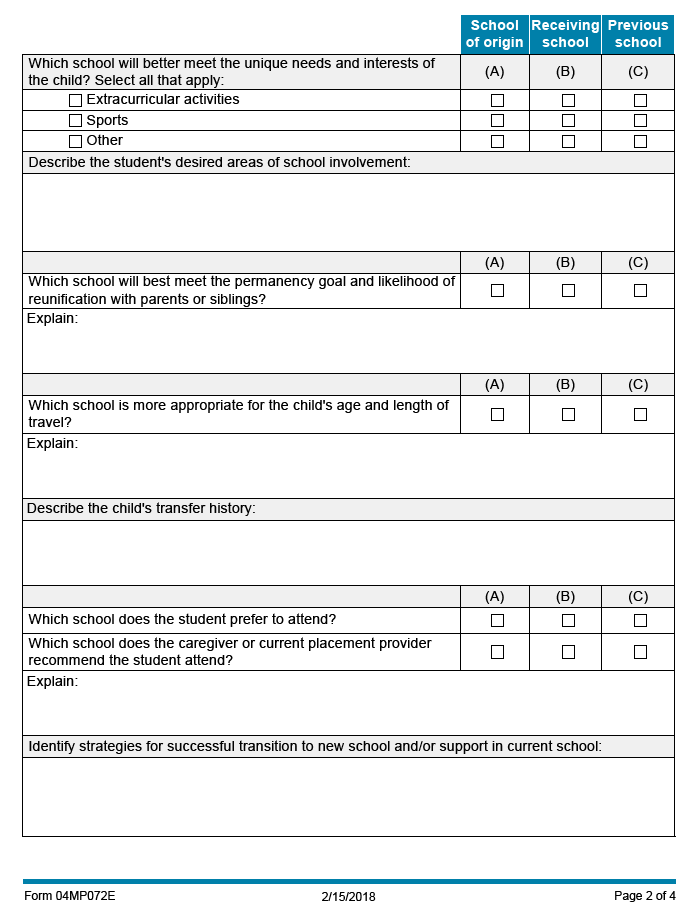 School Receiving Previous
of origin school school
Which school will better meet the unique needs and interests of
the child? Select all that apply:
(A) (B) (C)
Extracurricular activities
Sports
Other
Describe the student's desired areas of school involvement:
(A) (B) (C)
Which school will best meet the permanency goal and likelihood of
reunification with parents or siblings?
Explain:
(A) (B) (C)
Which school is more appropriate for the child's age and length of
travel?
Explain:
Describe the child's transfer history:
(A) (B) (C)
Which school does the student prefer to attend?
Which school does the caregiver or current placement provider
recommend the student attend?
Explain:
Identify strategies for successful transition to new school and/or support in current school:
Form 04MP072E 2/15/2018 Page 2 of 4